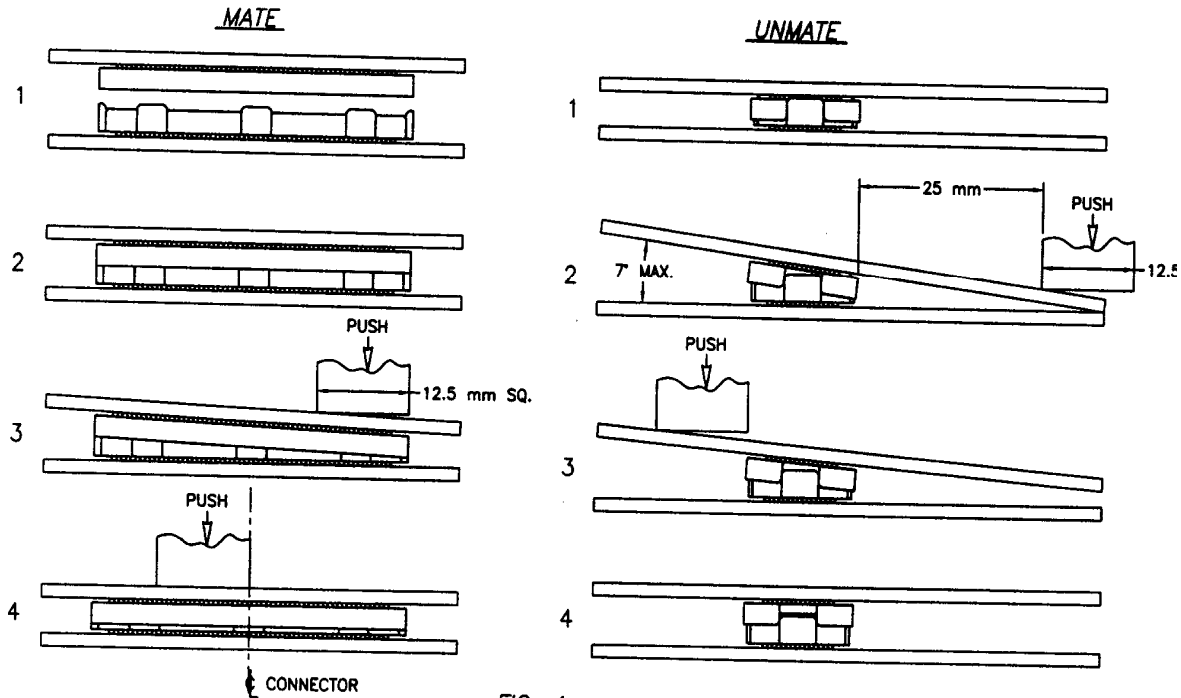 MATE
1
2
PUSH
12.5 mm SQ.
3
PUSH
4
℄ CONNECTOR
UNMATE
1
25 mm
PUSH
2
7° MAX.
12.5
PUSH
3
4